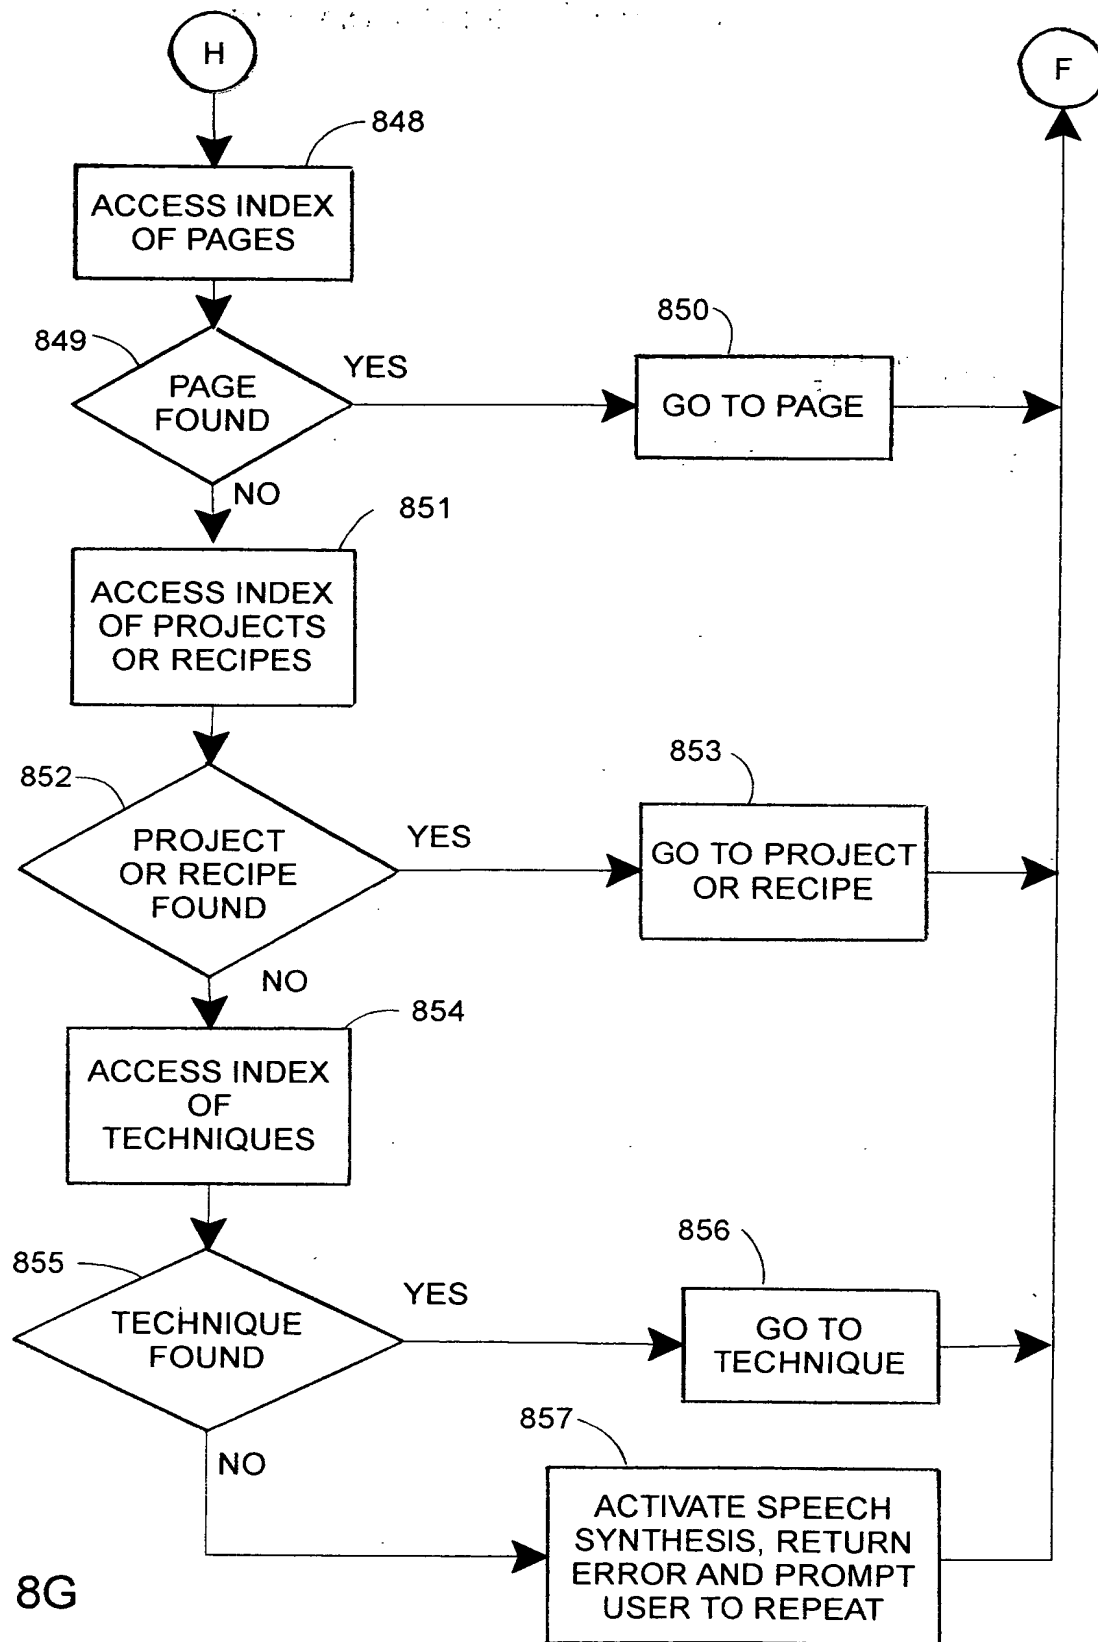 H
F
848
ACCESS INDEX
OF PAGES
849
PAGE
FOUND
YES
850
GO TO PAGE
NO
851
ACCESS INDEX
OF PROJECTS
OR RECIPES
852
PROJECT
OR RECIPE
FOUND
YES
853
GO TO PROJECT
OR RECIPE
NO
854
ACCESS INDEX
OF
TECHNIQUES
855
TECHNIQUE
FOUND
YES
856
GO TO
TECHNIQUE
NO
857
ACTIVATE SPEECH
SYNTHESIS, RETURN
ERROR AND PROMPT
USER TO REPEAT
8G